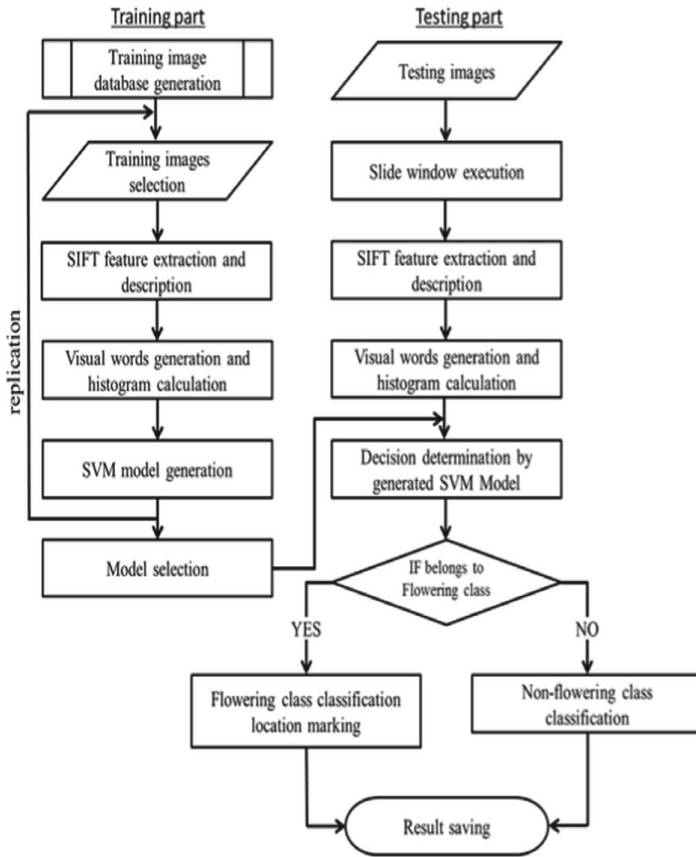 Training part
Training image
database generation
Training images
selection
SIFT feature extraction and
description
Visual words generation and
histogram calculation
SVM model generation
Model selection
replication
Testing part
Testing images
Slide window execution
SIFT feature extraction and
description
Visual words generation and
histogram calculation
Decision determination by
generated SVM Model
IF belongs to
Flowering class
YES
NO
Flowering class classification
location marking
Non-flowering class
classification
Result saving